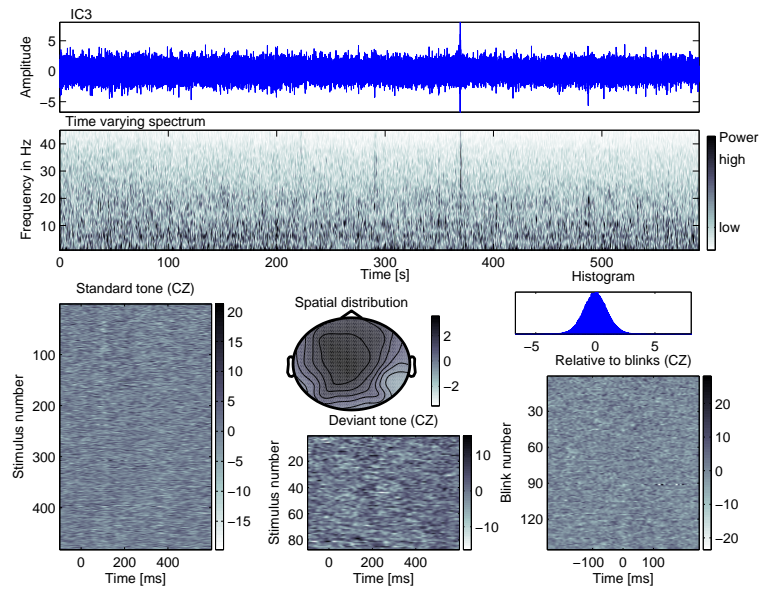 IC3
Amplitude
5
0
−5
Time varying spectrum
Frequency in Hz
40
30
20
10
0
100
200
300
400
500
Time [s]
Power
high
low
Standard tone (CZ)
Stimulus number
100
200
300
400
0
200
400
Time [ms]
20
15
10
5
0
−5
−10
−15
Spatial distribution
2
0
−2
Deviant tone (CZ)
Stimulus number
20
40
60
80
0
200
400
Time [ms]
10
0
−10
Histogram
−5
0
5
Relative to blinks (CZ)
Blink number
30
60
90
120
−100
0
100
Time [ms]
20
10
0
−10
−20